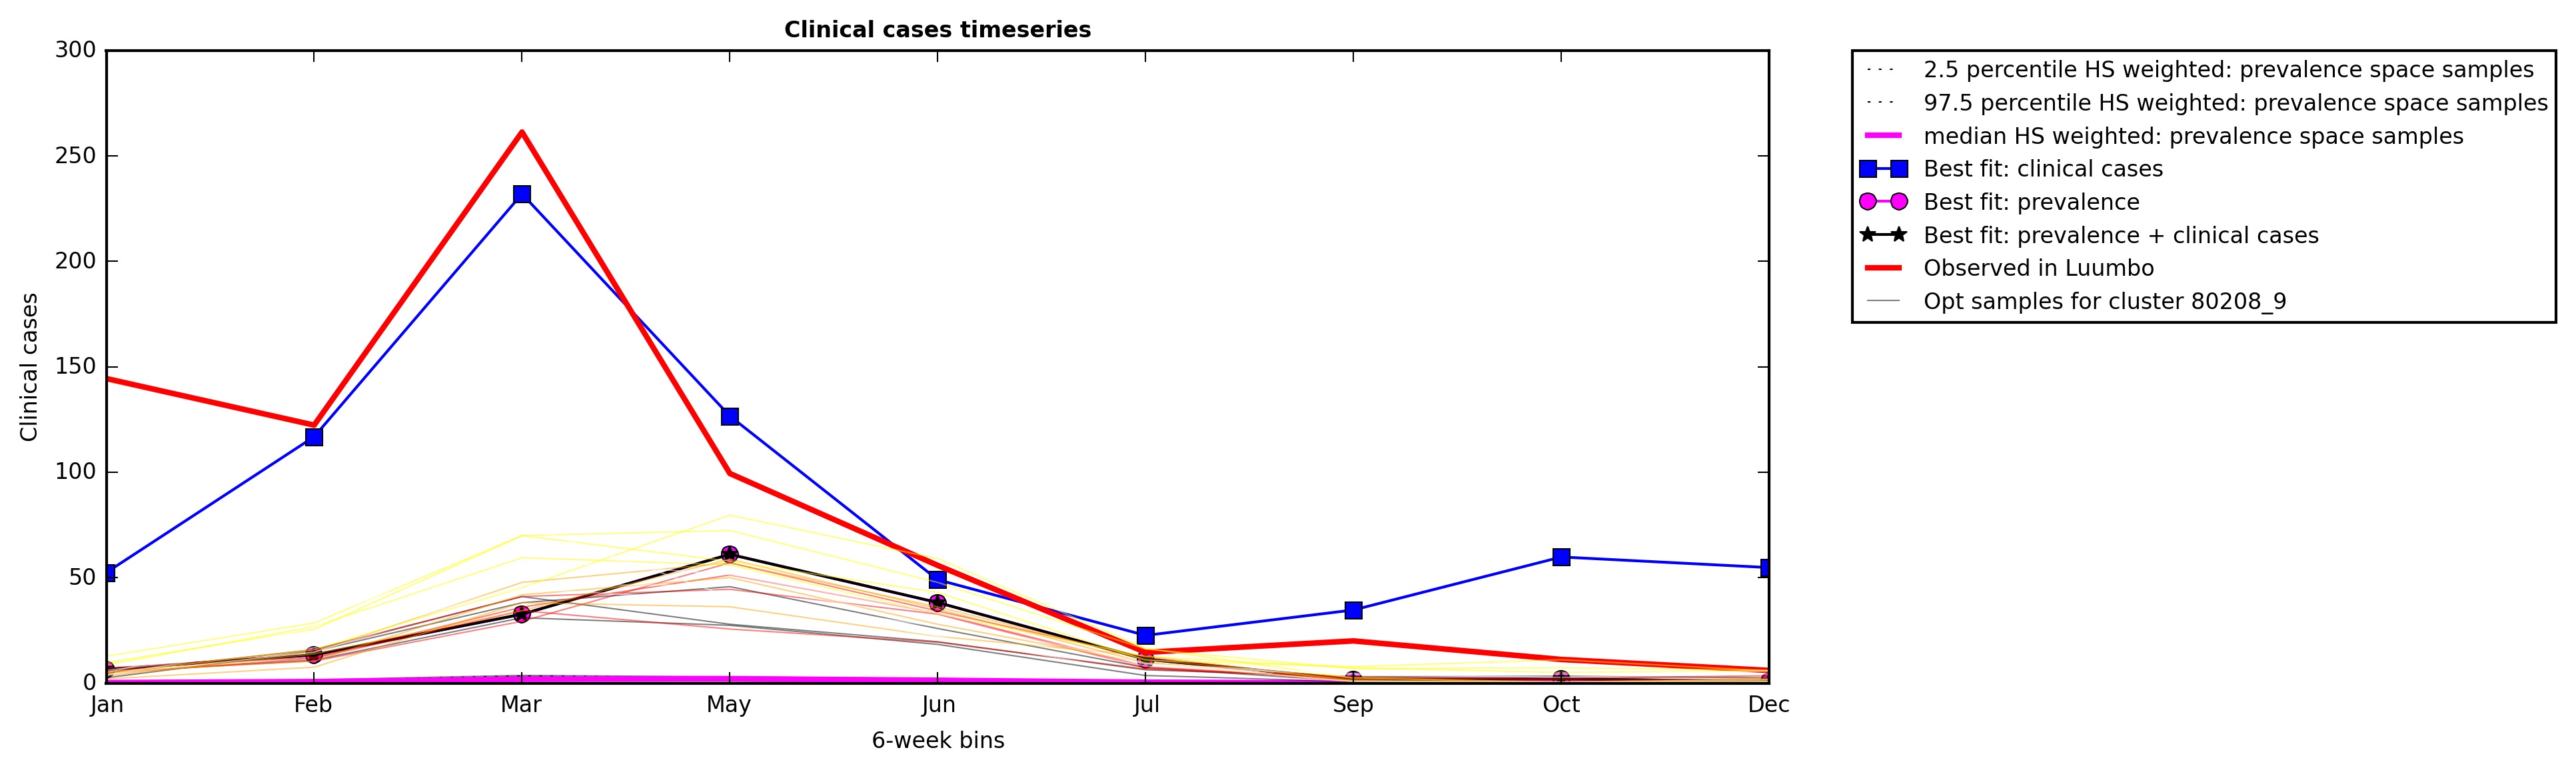 Clinical cases timeseries
300
250
200
150
100
50
0
Clinical cases
Jan Feb Mar May Jun Jul Sep Oct Dec
6-week bins
2.5 percentile HS weighted: prevalence space samples
97.5 percentile HS weighted: prevalence space samples
median HS weighted: prevalence space samples
Best fit: clinical cases
Best fit: prevalence
Best fit: prevalence + clinical cases
Observed in Luumbo
Opt samples for cluster 80208_9